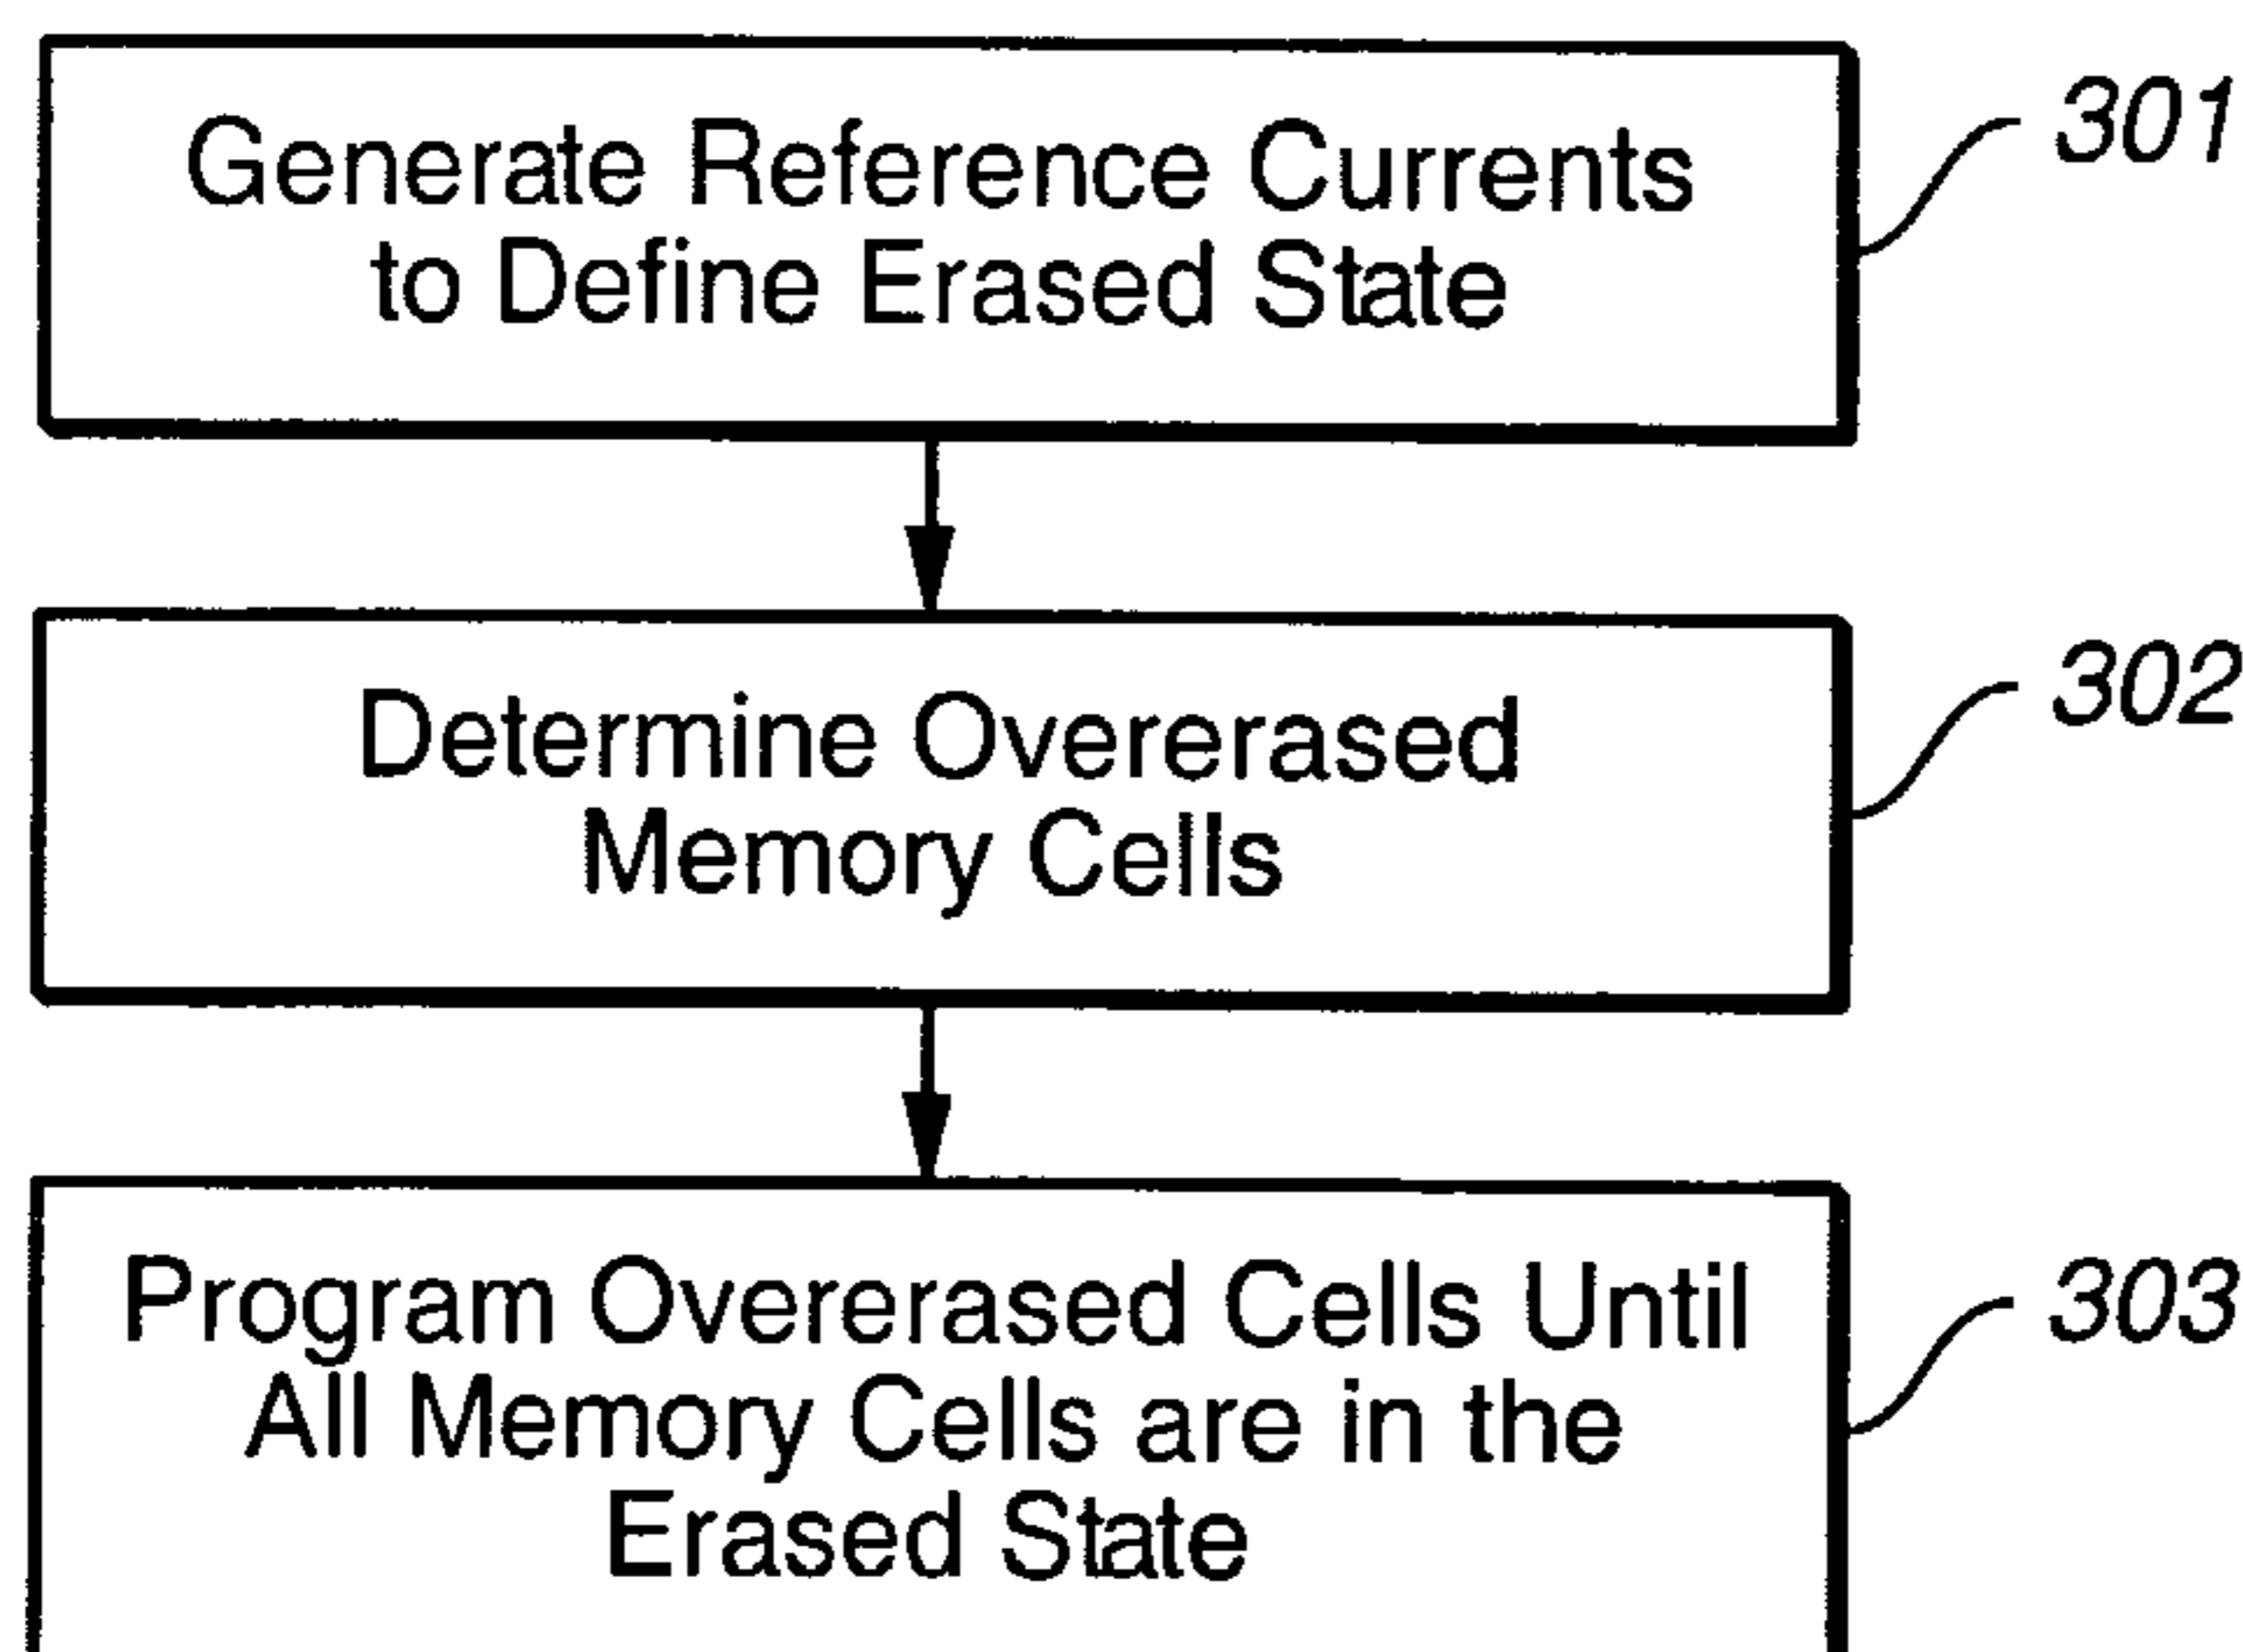 Generate Reference Currents
to Define Erased State
301
Determine Overerased
Memory Cells
302
Program Overerased Cells Until
All Memory Cells are in the
Erased State
303